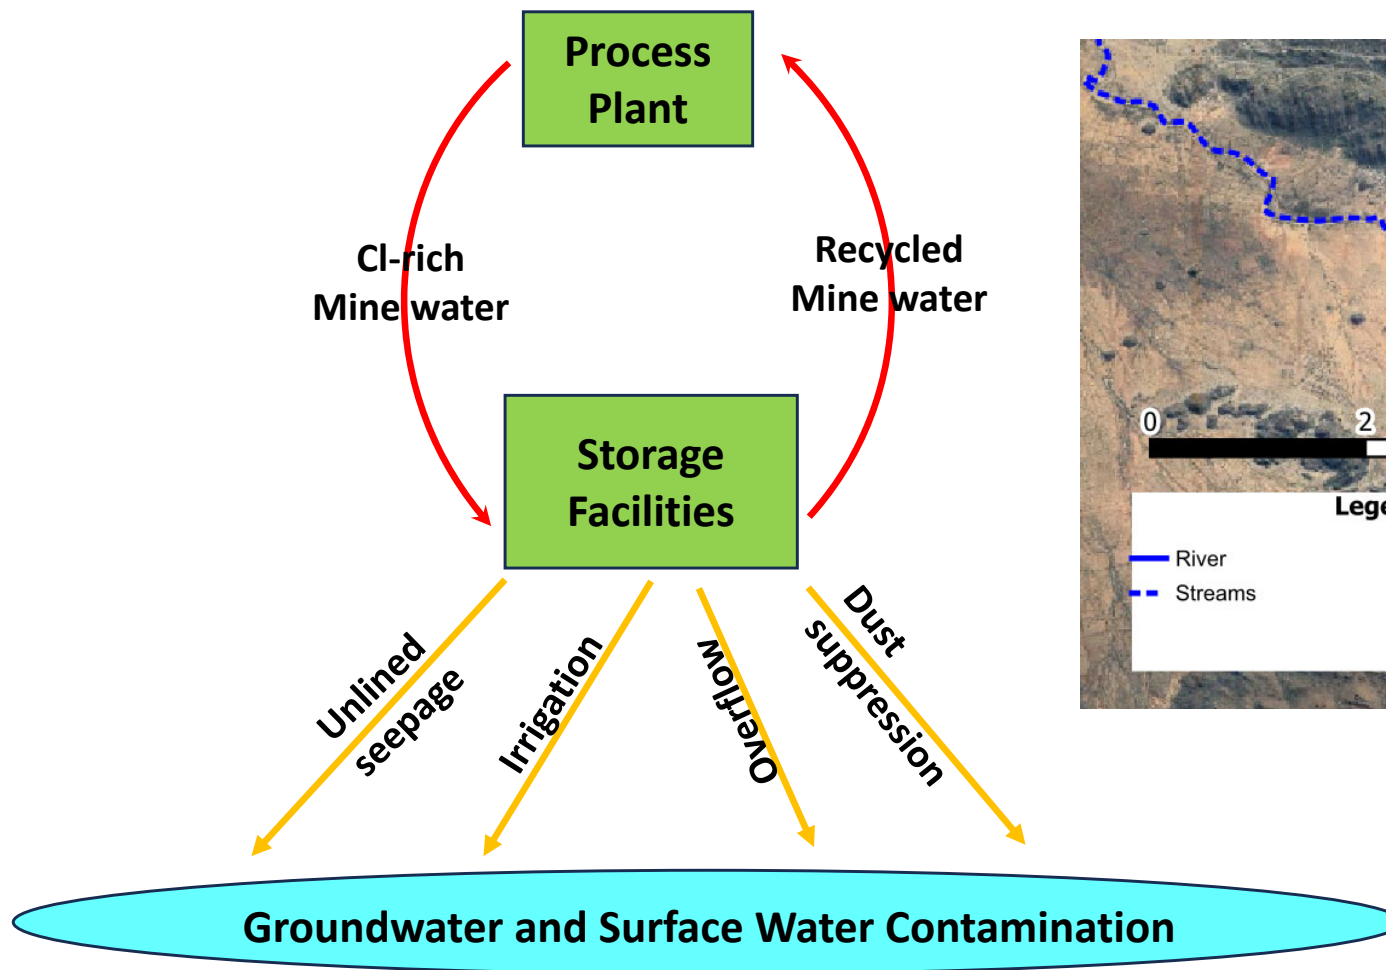 Process
Plant
Cl-rich
Mine water
Recycled
Mine water
Storage
Facilities
Unlined
seepage
Irrigation
Overflow
Dust
suppression
Groundwater and Surface Water Contamination
0
2
Lege
River
Streams